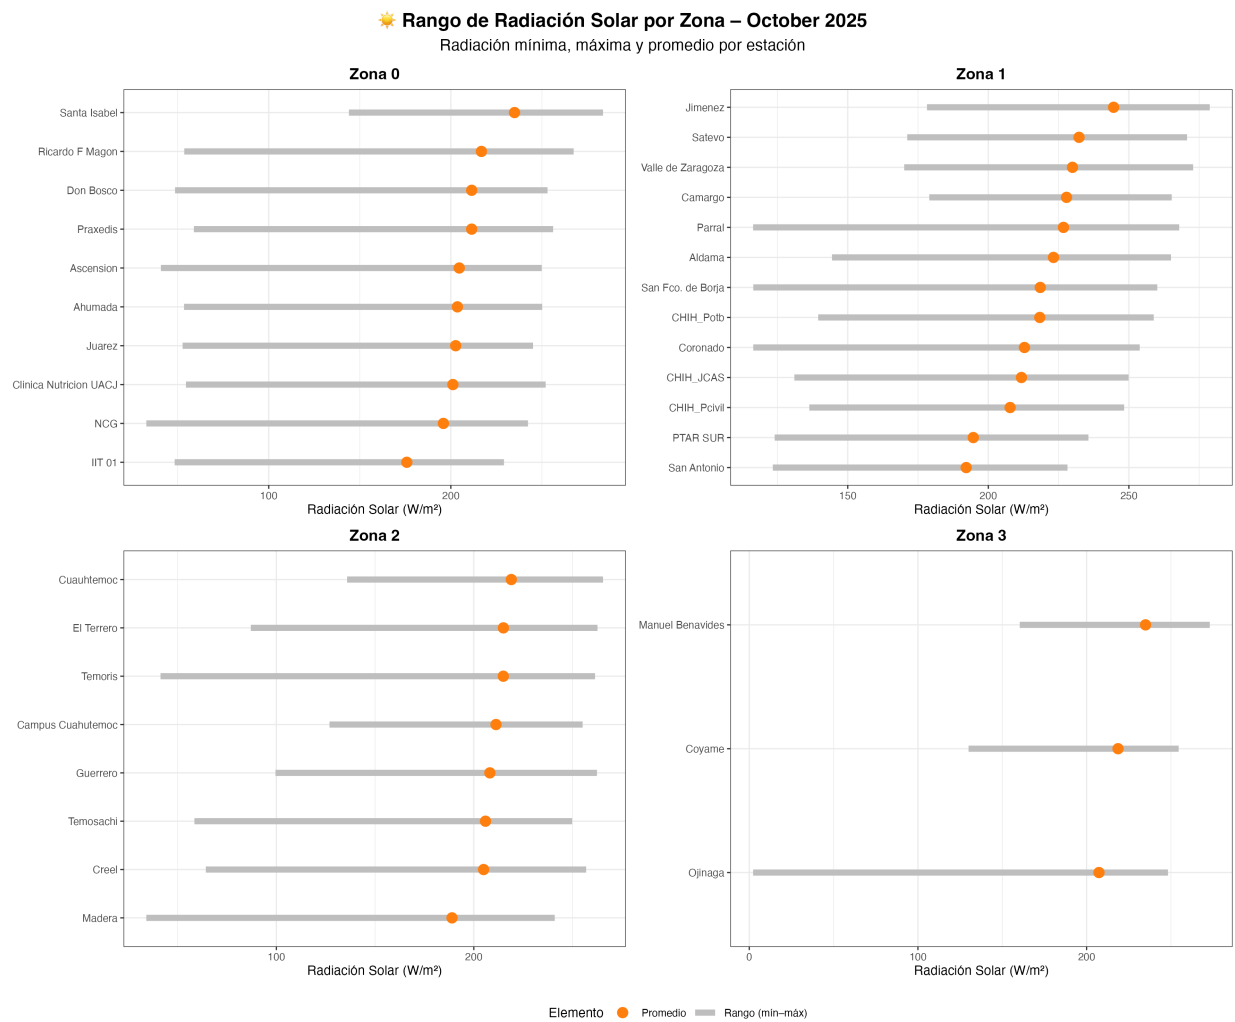 ☀️ Rango de Radiación Solar por Zona – October 2025
Radiación mínima, máxima y promedio por estación
Zona 0
Santa Isabel
Ricardo F Magon
Don Bosco
Praxedis
Ascension
Ahumada
Juarez
Clinica Nutricion UACJ
NCG
IIT 01
100 200
Radiación Solar (W/m²)
Zona 1
Jimenez
Satevo
Valle de Zaragoza
Camargo
Parral
Aldama
San Fco. de Borja
CHIH_Potb
Coronado
CHIH_JCAS
CHIH_Pcivil
PTAR SUR
San Antonio
150 200 250
Radiación Solar (W/m²)
Zona 2
Cuauhtemoc
El Terrero
Temoris
Campus Cuahutemoc
Guerrero
Temosachi
Creel
Madera
100 200
Radiación Solar (W/m²)
Zona 3
Manuel Benavides
Coyame
Ojinaga
0 100 200
Radiación Solar (W/m²)
Elemento Promedio Rango (min–máx)